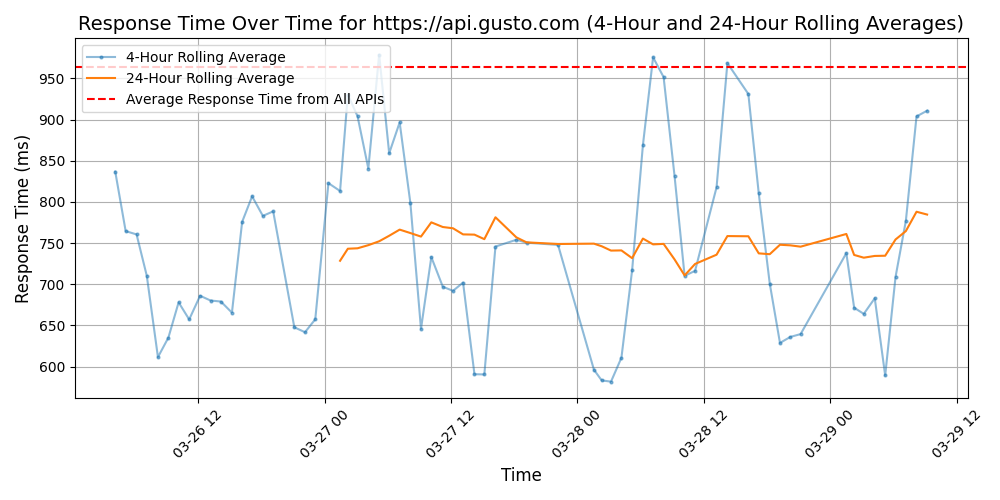 Response Time Over Time for https://api.gusto.com (4-Hour and 24-Hour Rolling Averages)
4-Hour Rolling Average
24-Hour Rolling Average
Average Response Time from All APIs
Response Time (ms)
950
900
850
800
750
700
650
600
03-26 12
03-27 00
03-27 12
03-28 00
03-28 12
03-29 00
03-29 12
Time